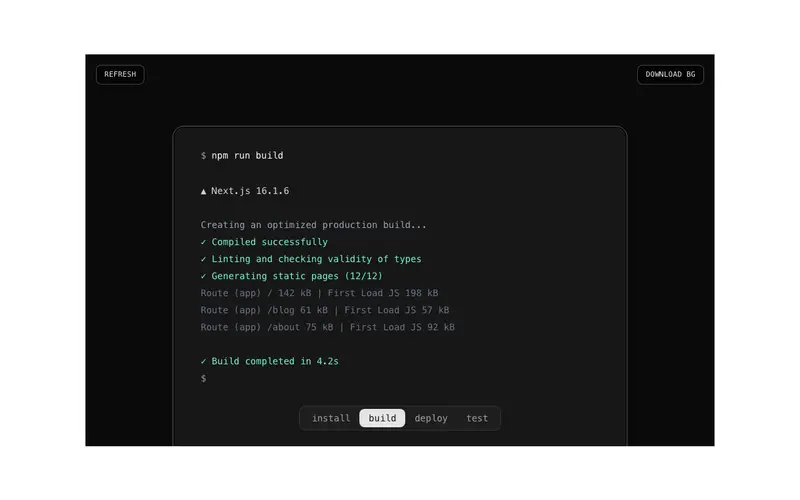 REFRESH
DOWNLOAD BG
$ npm run build
▲ Next.js 16.1.6
Creating an optimized production build...
✓ Compiled successfully
✓ Linting and checking validity of types
✓ Generating static pages (12/12)
Route (app) / 142 kB | First Load JS 198 kB
Route (app) /blog 61 kB | First Load JS 57 kB
Route (app) /about 75 kB | First Load JS 92 kB
✓ Build completed in 4.2s
$
install build deploy test